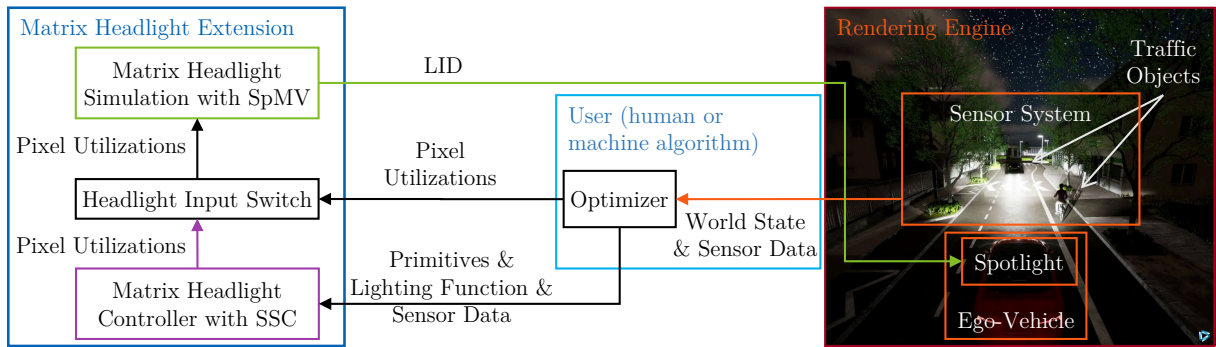 Matrix Headlight Extension
Matrix Headlight
Simulation with SpMV
Pixel Utilizations
Headlight Input Switch
Pixel Utilizations
Matrix Headlight
Controller with SSC
LID
Pixel
Utilizations
Primitives &
Lighting Function &
Sensor Data
User (human or
machine algorithm)
Optimizer
World State
& Sensor Data
Rendering Engine
Traffic
Objects
Sensor System
Spotlight
Ego-Vehicle